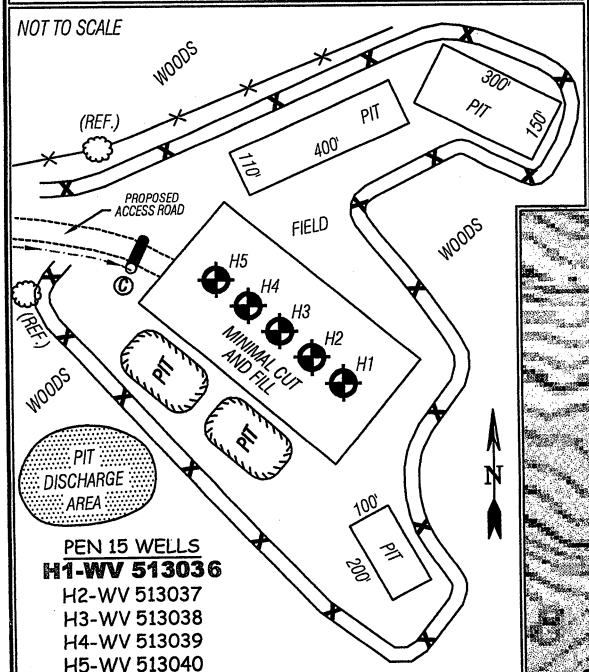 NOT TO SCALE
WOODS
(REF.)
300'
PIT
150'
PIT
400'
110'
PROPOSED
ACCESS ROAD
FIELD
WOODS
H5
H4
H3
H2
H1
MINIMAL CUT
AND FILL
C
(REF.)
WOODS
PIT
PIT
PIT
DISCHARGE
AREA
N
100'
PIT
200'
PEN 15 WELLS
H1-WV 513036
H2-WV 513037
H3-WV 513038
H4-WV 513039
H5-WV 513040